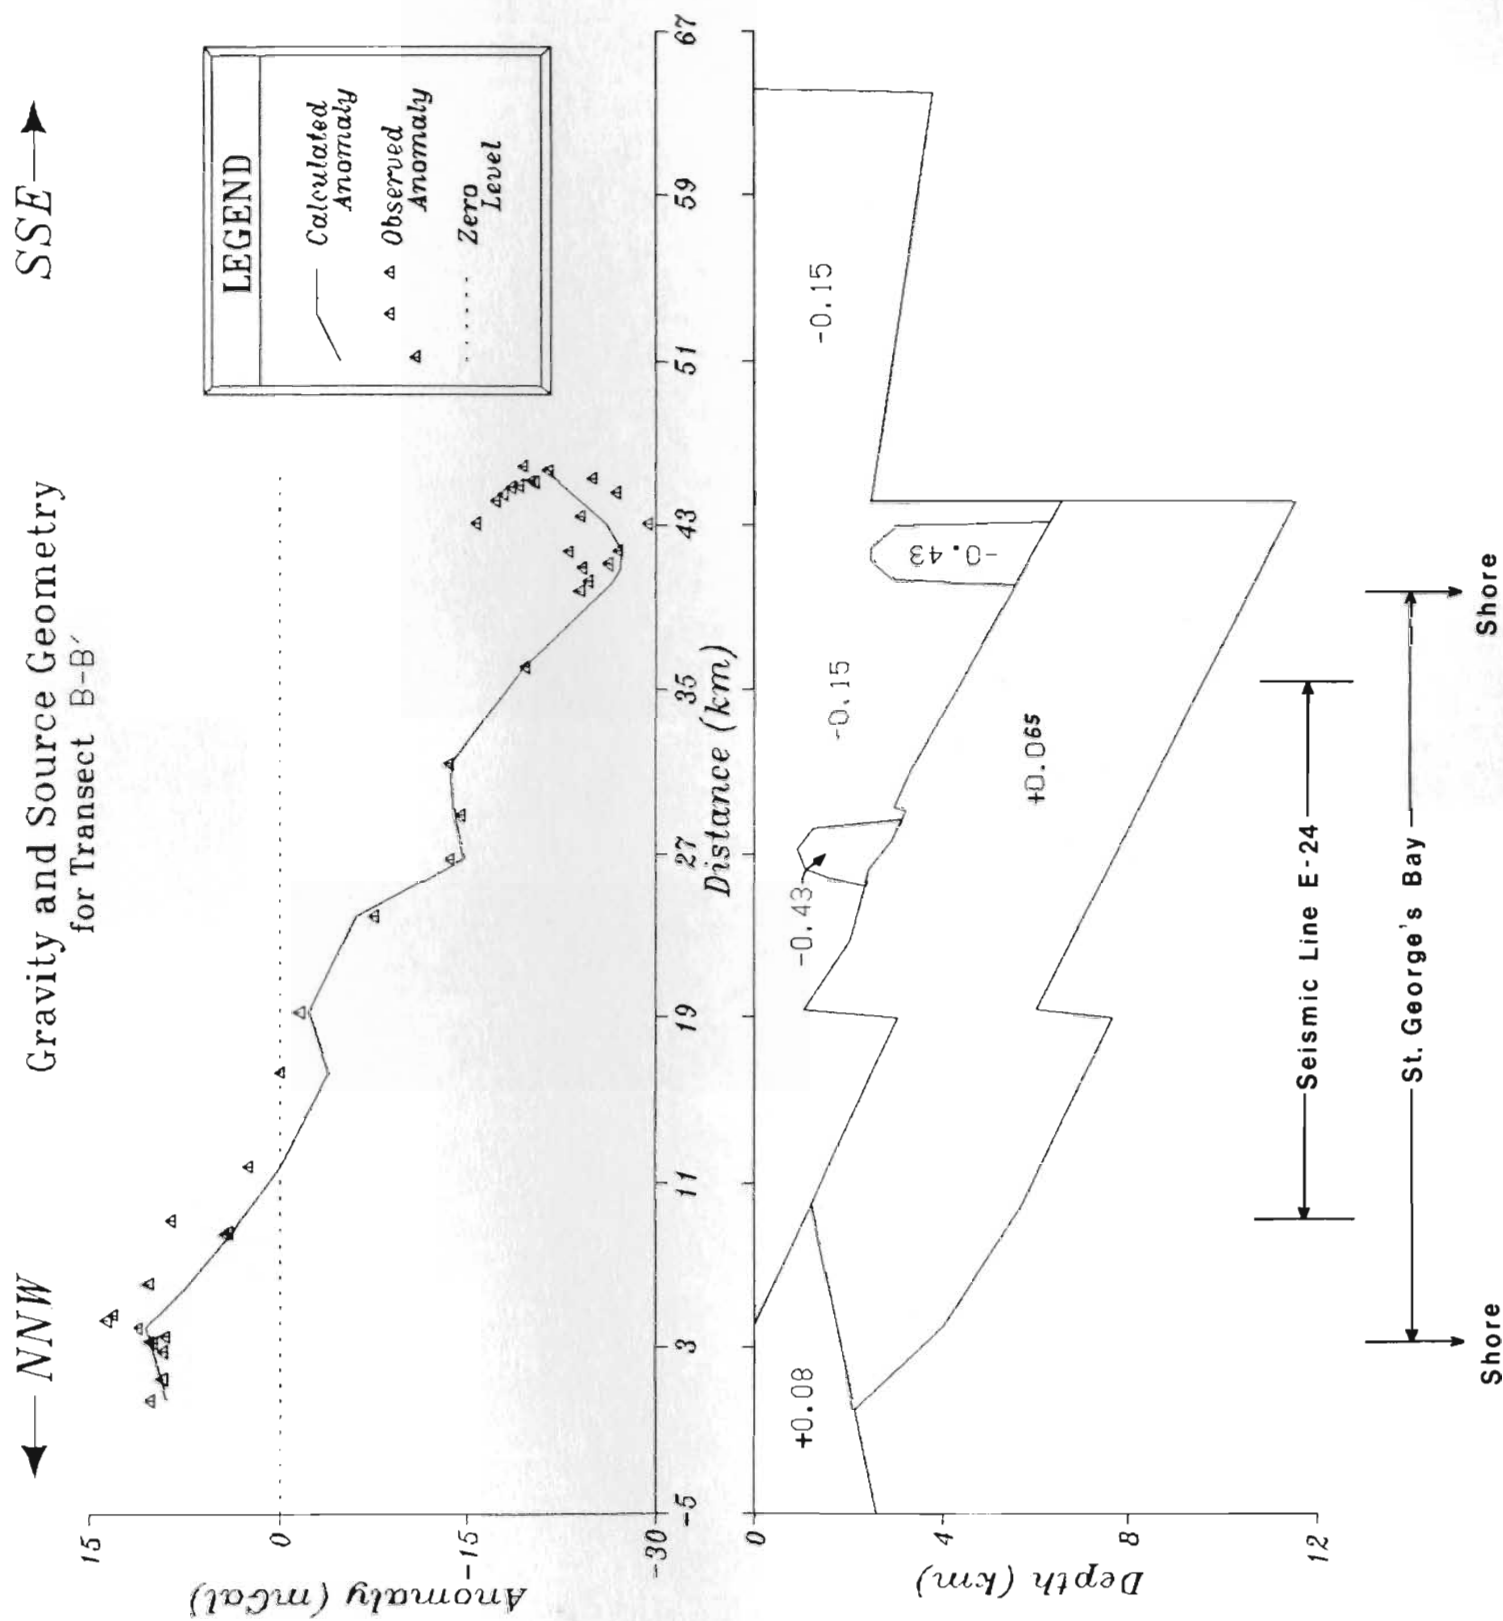 Gravity and Source Geometry
for Transect B-B′
NNW
SSE
LEGEND
Calculated
Anomaly
Observed
Anomaly
Zero
Level
Anomaly (mGal)
15
0
-15
-30
-5
3
11
19
27
35
43
51
59
67
Distance (km)
Depth (km)
0
4
8
12
+0.08
-0.43
-0.15
+0.065
-0.43
-0.15
Seismic Line E-24
St. George's Bay
Shore
Shore